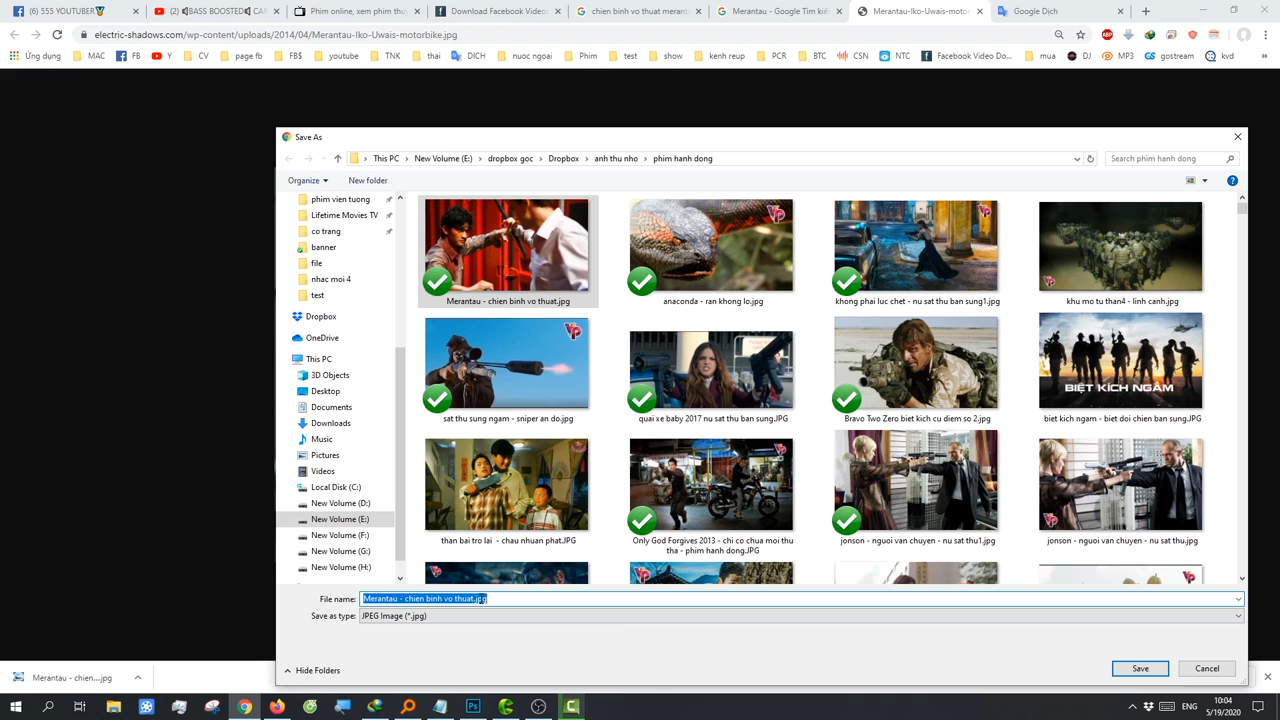 (6) 555 YOUTUBER
(2) BASS BOOSTED
Phim online, xem phim thu
Download Facebook Videos
chien binh vo thuat merant
Merantau - Google Tìm kiế
Merantau-Iko-Uwais-motor
Google Dịch
electric-shadows.com/wp-content/uploads/2014/04/Merantau-Iko-Uwais-motorbike.jpg
Ứng dụng MAC FB Y CV page fb FB$ youtube TNK DICH nuoc ngoai Phim test show kenh reup PCR BTC CSN NTC Facebook Video Do... mua DJ MP3 gostream kvd »
Save As
This PC › New Volume (E:) › dropbox goc › Dropbox › anh thu nho › phim hanh dong
Search phim hanh dong
Organize
New folder
phim vien tuong
Lifetime Movies TV
co trang
banner
file
nhac moi 4
test
Dropbox
OneDrive
This PC
3D Objects
Desktop
Documents
Downloads
Music
Pictures
Videos
Local Disk (C:)
New Volume (D:)
New Volume (E:)
New Volume (F:)
New Volume (G:)
New Volume (H:)
Merantau - chien binh vo thuat.jpg
anaconda - ran khong lo.jpg
khong phai luc chet - nu sat thu ban sung1.jpg
khu mo tu than4 - linh canh.jpg
BIỆT KÍCH NGẦM
sat thu sung ngam - sniper an do.jpg
quai xe baby 2017 nu sat thu ban sung.JPG
Bravo Two Zero biet kich cu diem so 2.jpg
biet kich ngam - biet doi chien ban sung.JPG
than bai tro lai - chau nhuan phat.JPG
Only God Forgives 2013 - chi co chua moi thu
tha - phim hanh dong.JPG
jonson - nguoi van chuyen - nu sat thu1.jpg
jonson - nguoi van chuyen - nu sat thu.jpg
File name: Merantau - chien binh vo thuat.jpg
Save as type: JPEG Image (*.jpg)
Hide Folders
Save
Cancel
Merantau - chien....jpg
ENG
10:04
5/19/2020